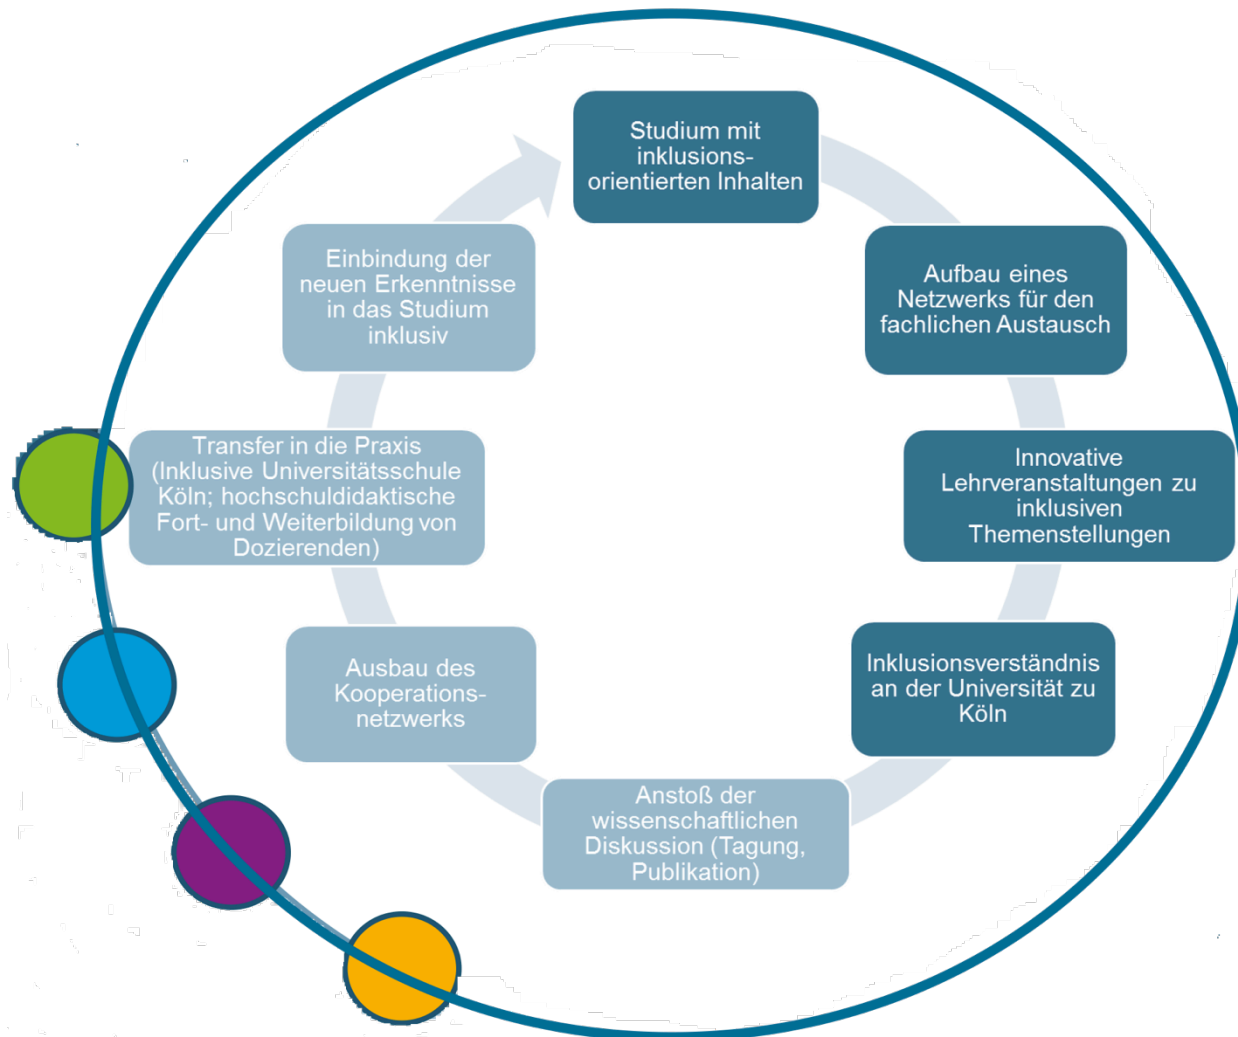 Studium mit
inklusions-
orientierten Inhalten
Aufbau eines
Netzwerks für den
fachlichen Austausch
Innovative
Lehrveranstaltungen zu
inklusiven
Themenstellungen
Inklusionsverständnis
an der Universität zu
Köln
Anstoß der
wissenschaftlichen
Diskussion (Tagung,
Publikation)
Ausbau des
Kooperations-
netzwerks
Transfer in die Praxis
(Inklusive Universitätsschule
Köln; hochschuldidaktische
Fort- und Weiterbildung von
Dozierenden)
Einbindung der
neuen Erkenntnisse
in das Studium
inklusiv